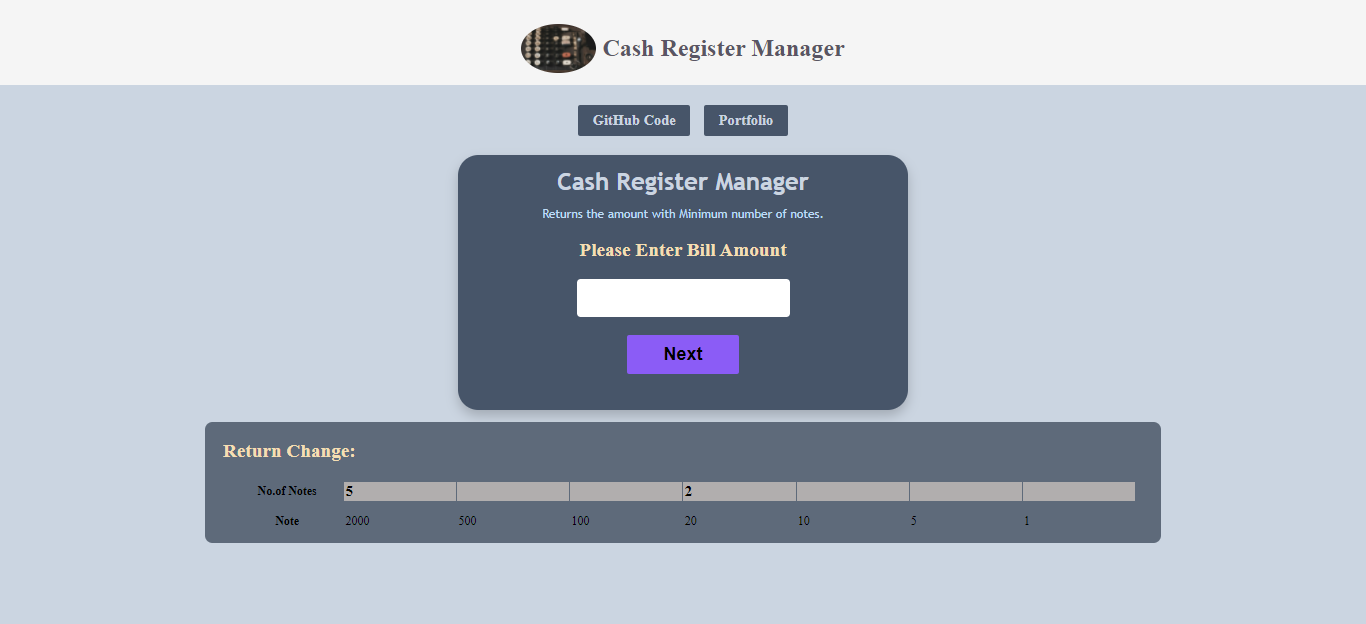 Cash Register Manager
GitHub Code Portfolio
Cash Register Manager
Returns the amount with Minimum number of notes.
Please Enter Bill Amount
Next
Return Change:
No.of Notes 5 2
Note 2000 500 100 20 10 5 1